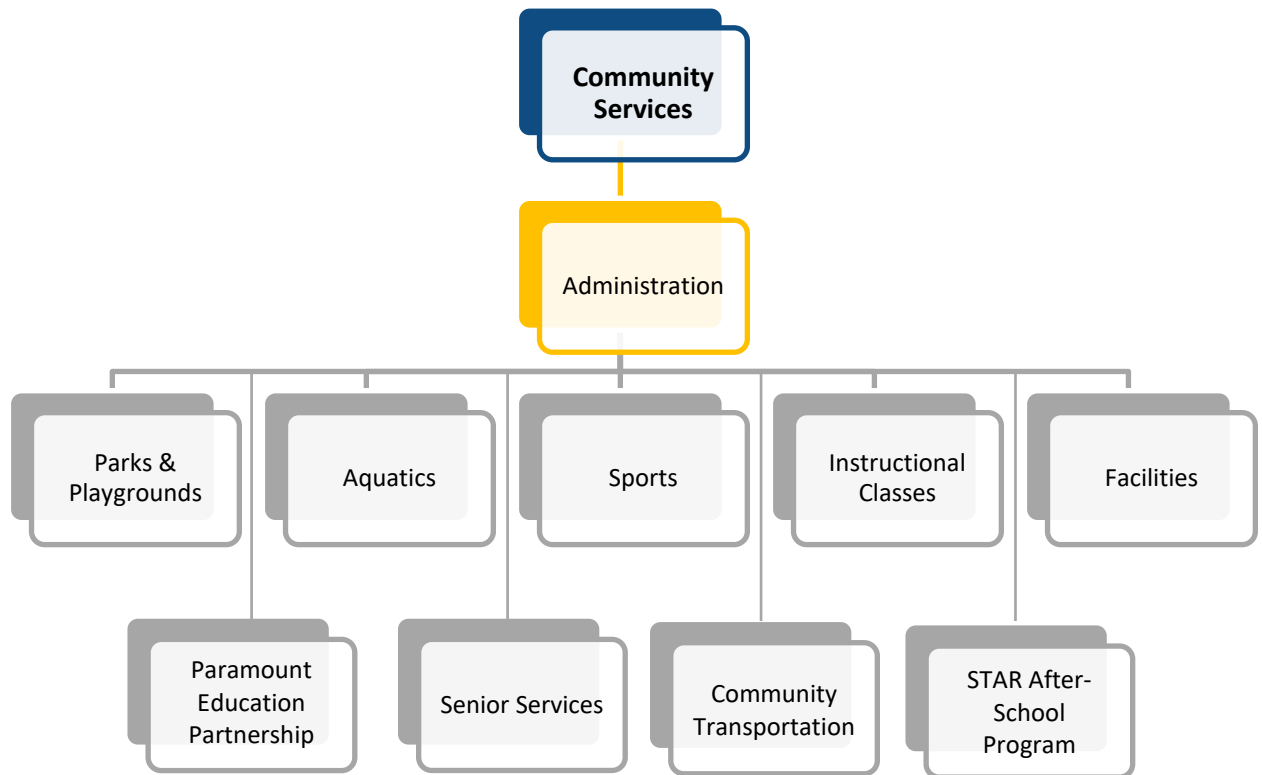 Community
Services
Administration
Parks &
Playgrounds
Aquatics
Sports
Instructional
Classes
Facilities
Paramount
Education
Partnership
Senior Services
Community
Transportation
STAR After-
School
Program